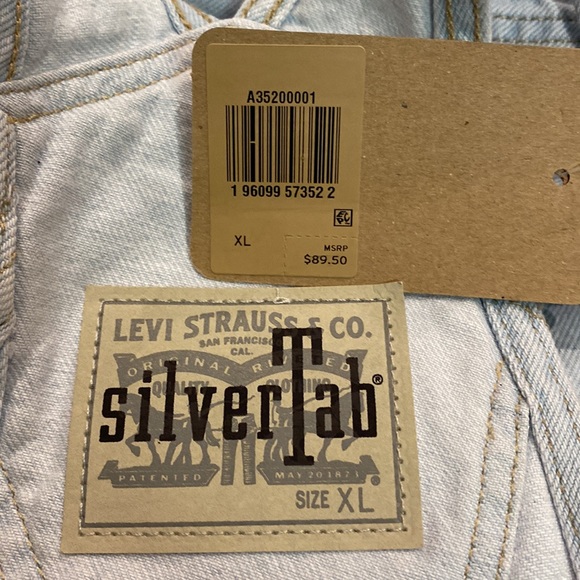 A35200001
1 96099 57352 2
XL
MSRP
$89.50
LEVI STRAUSS & CO.
SAN FRANCISCO
CAL.
ORIGINAL RIVETED
QUALITY CLOTHING
silverTab®
PATENTED MAY 20 1873
SIZE XL